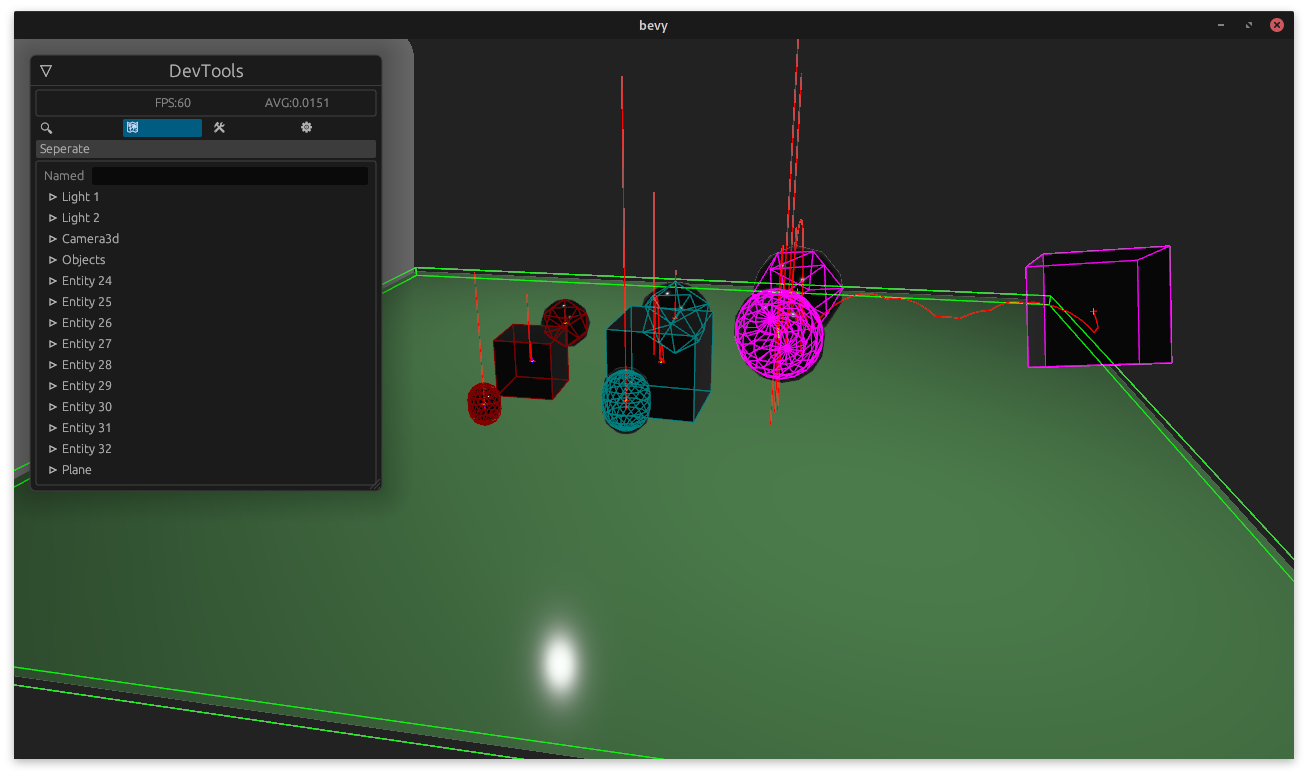 bevy
DevTools
FPS:60 AVG:0.0151
Seperate
Named
Light 1
Light 2
Camera3d
Objects
Entity 24
Entity 25
Entity 26
Entity 27
Entity 28
Entity 29
Entity 30
Entity 31
Entity 32
Plane